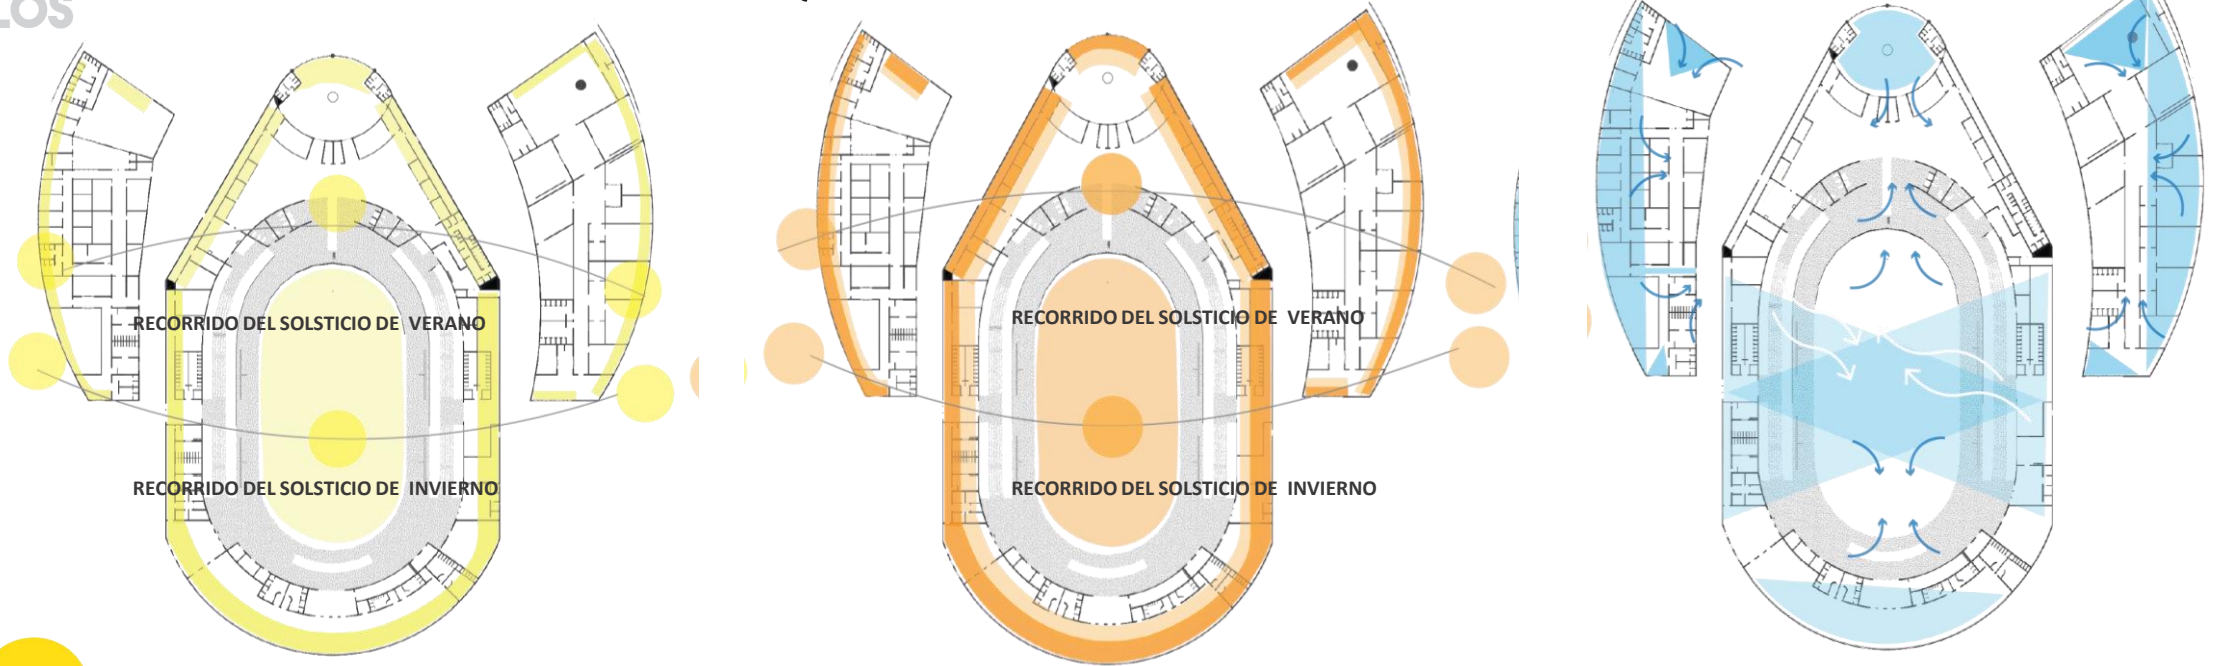 LOS
RECORRIDO DEL SOLSTICIO DE VERANO
RECORRIDO DEL SOLSTICIO DE INVIERNO
RECORRIDO DEL SOLSTICIO DE VERANO
RECORRIDO DEL SOLSTICIO DE INVIERNO